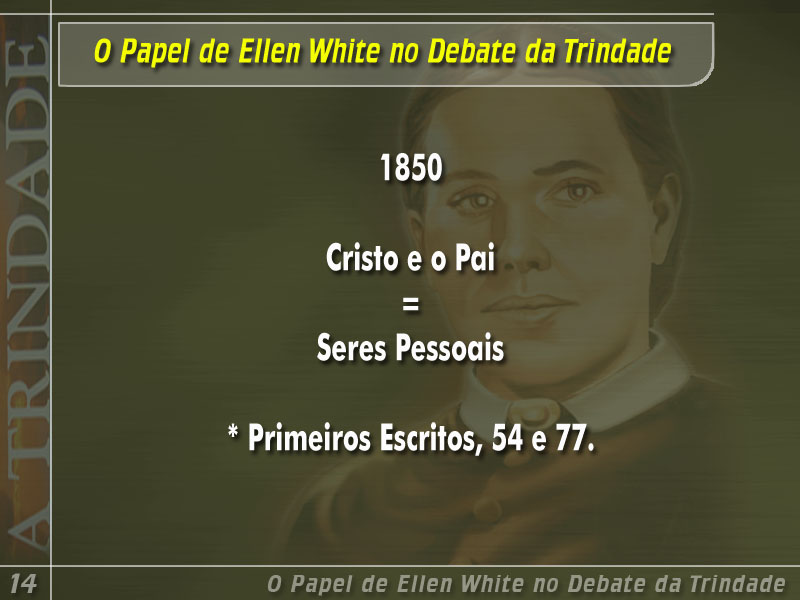 O Papel de Ellen White no Debate da Trindade
1850
Cristo e o Pai
=
Seres Pessoais
* Primeiros Escritos, 54 e 77.
A TRINDADE
14
O Papel de Ellen White no Debate da Trindade